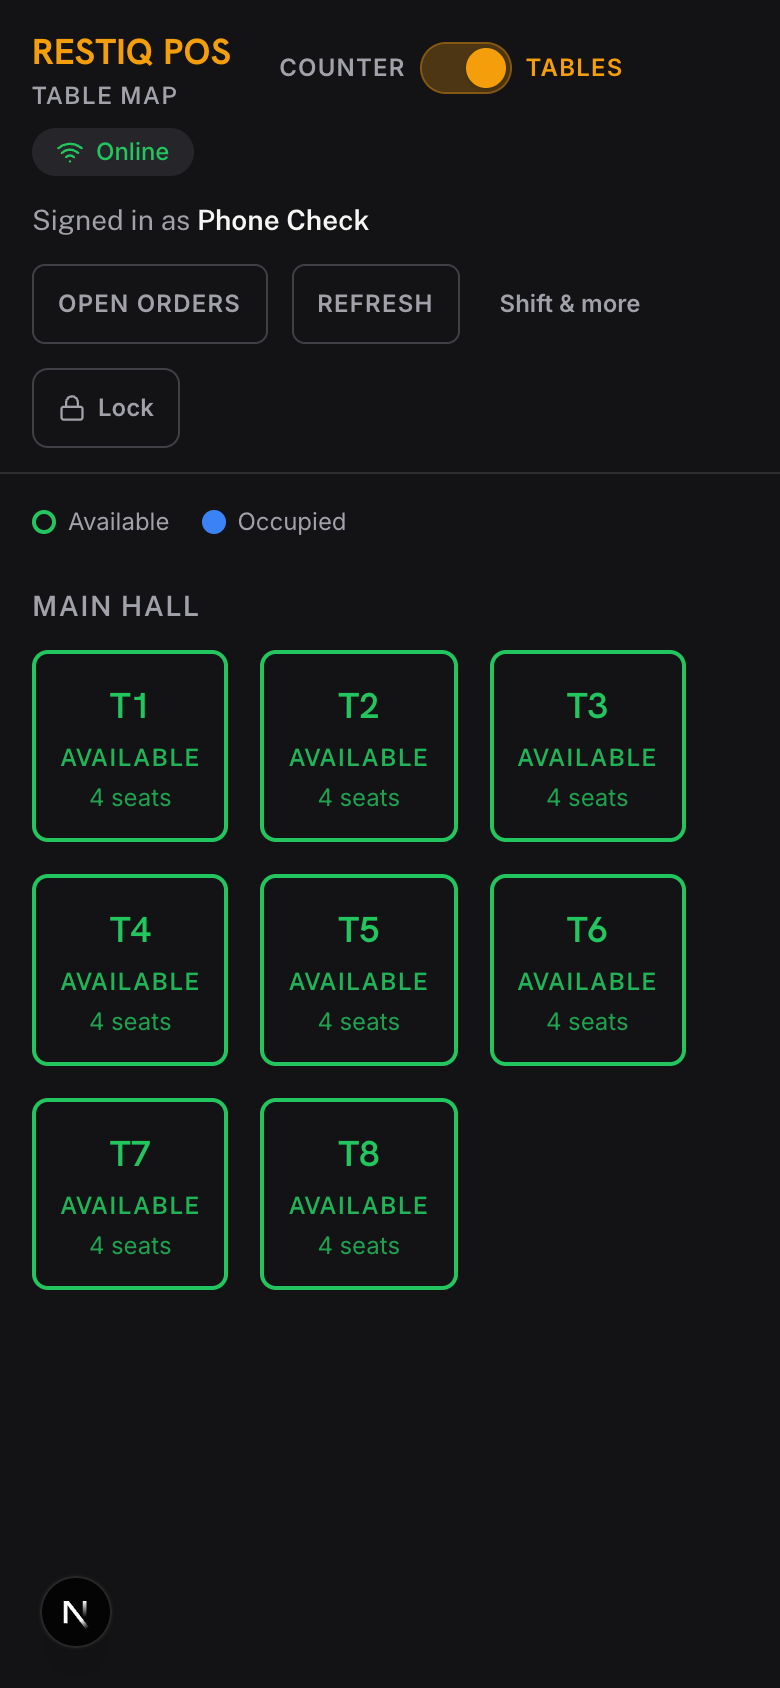 RESTIQ POS
TABLE MAP
COUNTER TABLES
Online
Signed in as Phone Check
OPEN ORDERS REFRESH Shift & more
Lock
Available Occupied
MAIN HALL
T1 T2 T3
AVAILABLE AVAILABLE AVAILABLE
4 seats 4 seats 4 seats
T4 T5 T6
AVAILABLE AVAILABLE AVAILABLE
4 seats 4 seats 4 seats
T7 T8
AVAILABLE AVAILABLE
4 seats 4 seats
N